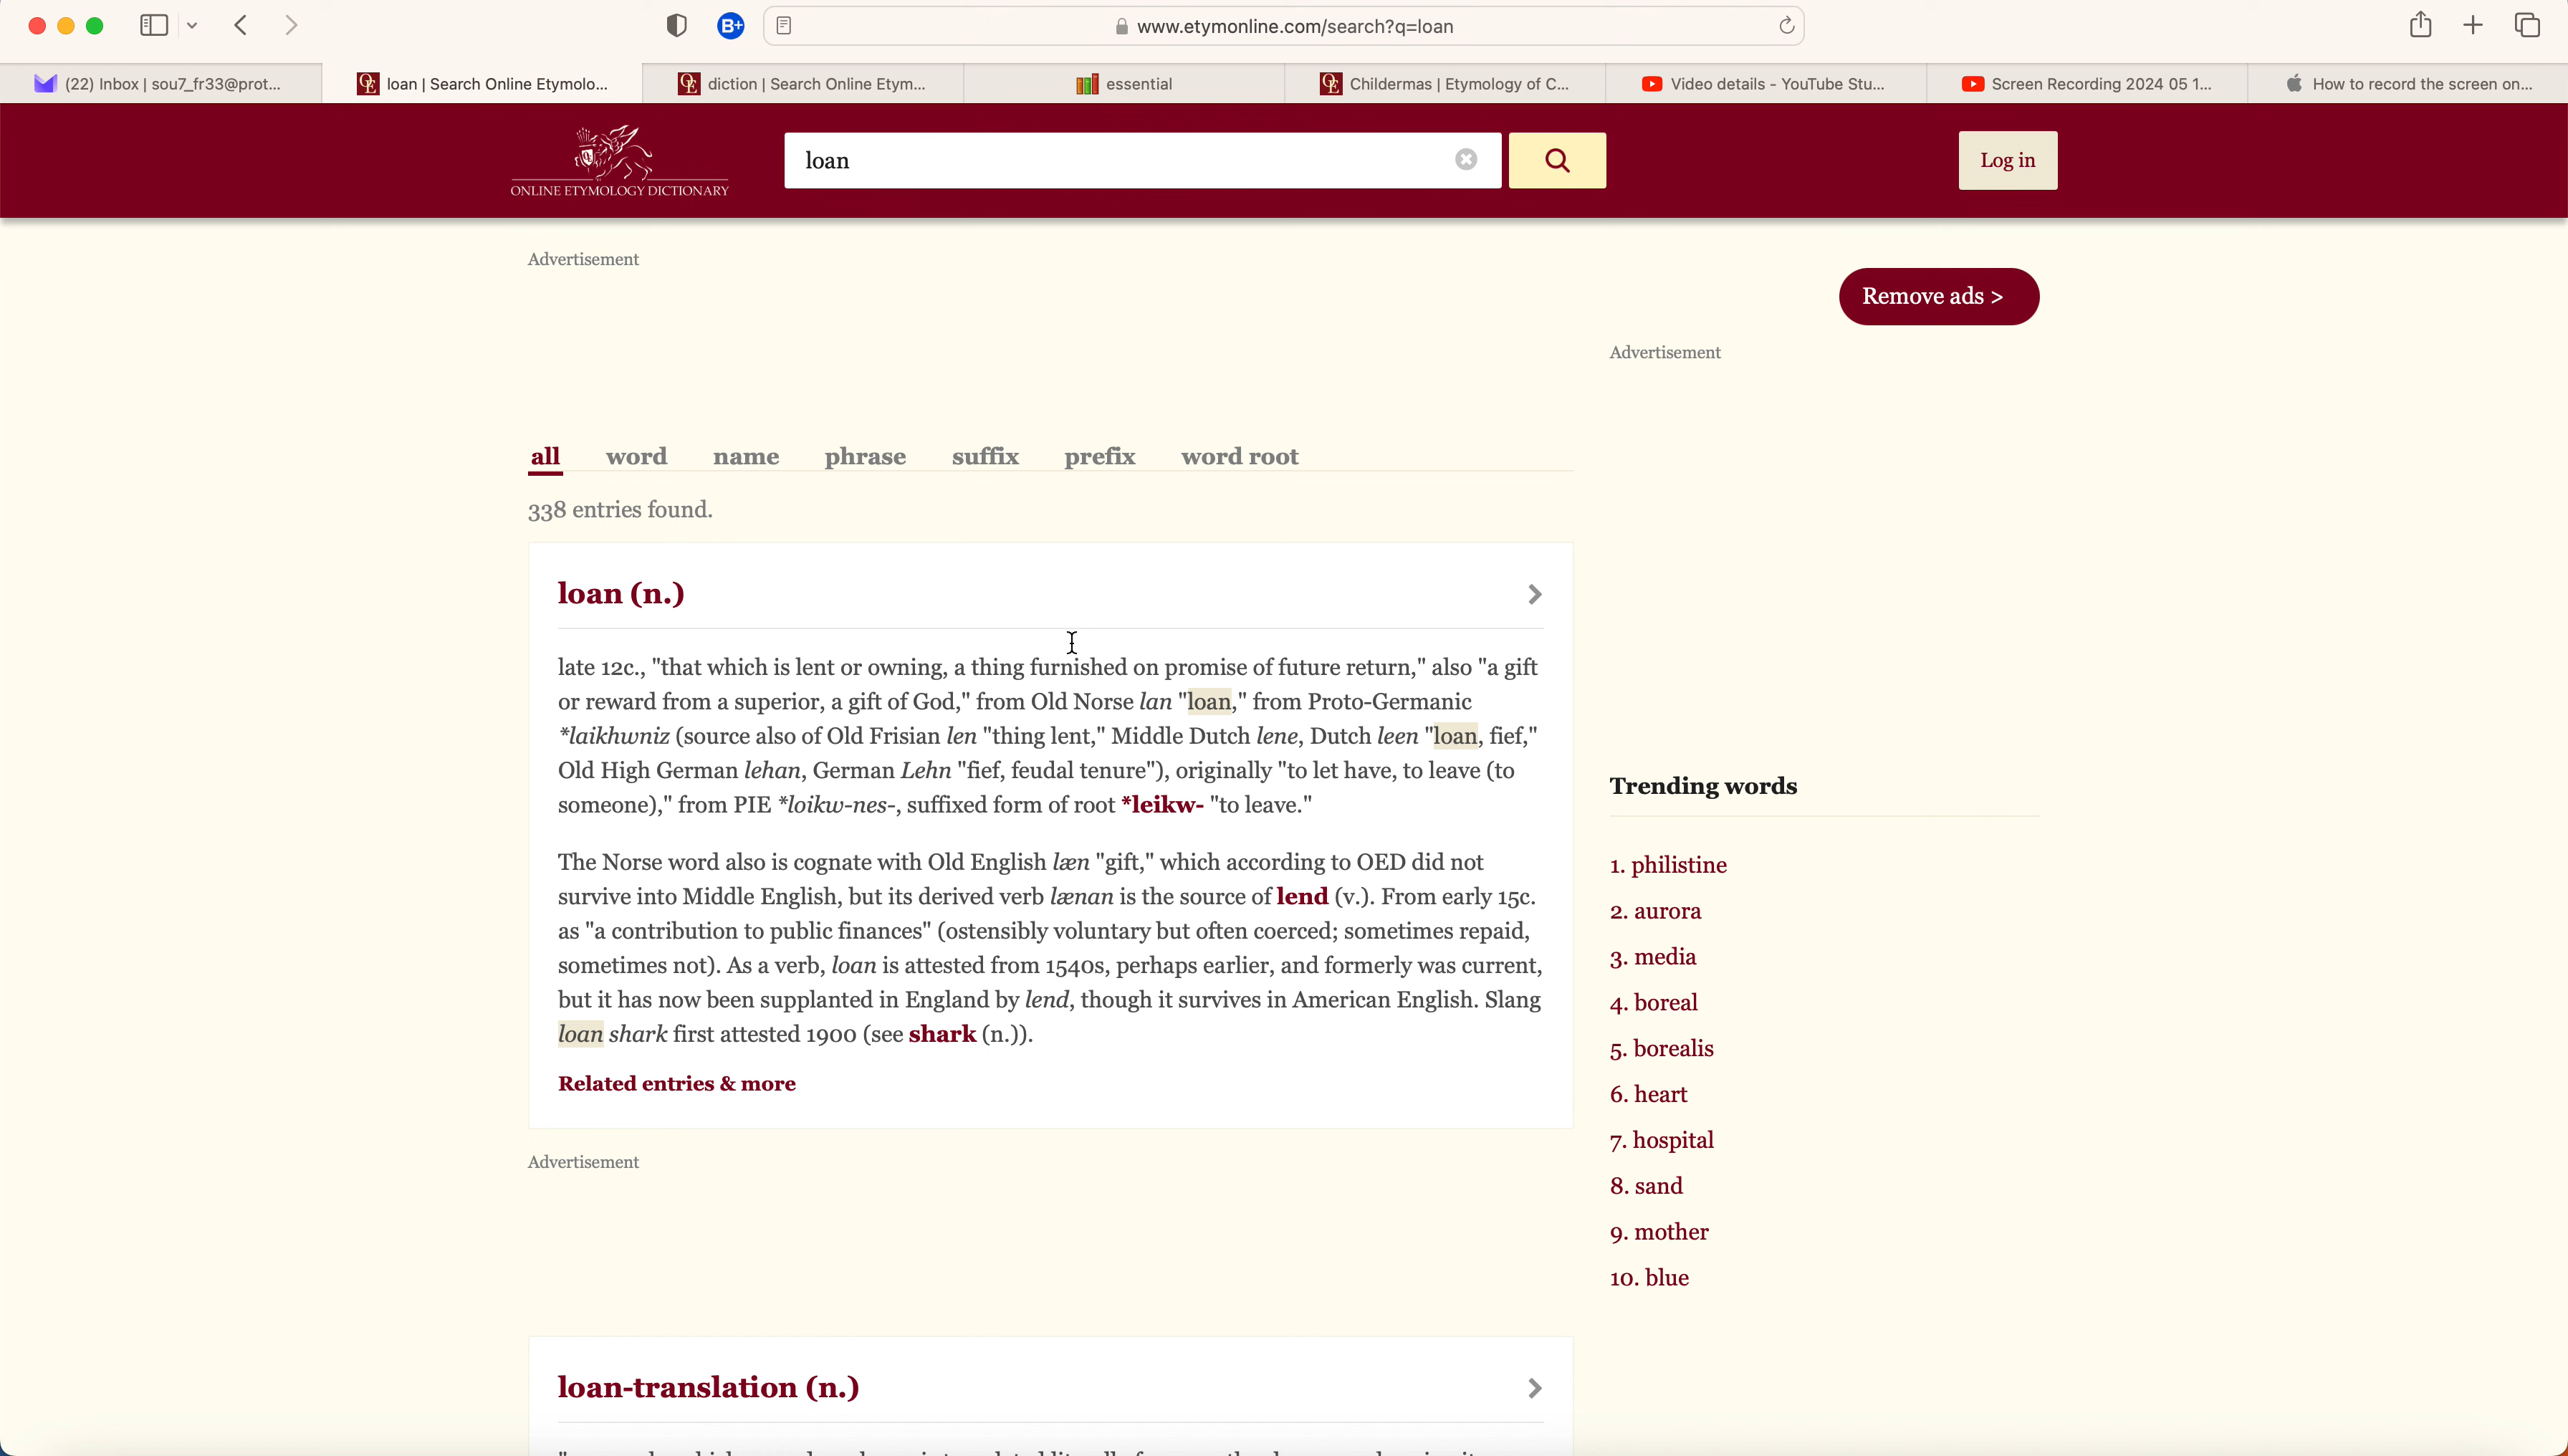 www.etymonline.com/search?q=loan
(22) Inbox | sou7_fr33@prot...
loan | Search Online Etymolo...
diction | Search Online Etym...
essential
Childermas | Etymology of C...
Video details - YouTube Stu...
Screen Recording 2024 05 1...
How to record the screen on...
B+
ONLINE ETYMOLOGY DICTIONARY
loan
Log in
Advertisement
Remove ads >
Advertisement
all word name phrase suffix prefix word root
338 entries found.
loan (n.)
late 12c., "that which is lent or owning, a thing furnished on promise of future return," also "a gift
or reward from a superior, a gift of God," from Old Norse lan "loan," from Proto-Germanic
*laikhwniz (source also of Old Frisian len "thing lent," Middle Dutch lene, Dutch leen "loan, fief,"
Old High German lehan, German Lehn "fief, feudal tenure"), originally "to let have, to leave (to
someone)," from PIE *loikw-nes-, suffixed form of root *leikw- "to leave."
The Norse word also is cognate with Old English læn "gift," which according to OED did not
survive into Middle English, but its derived verb lænan is the source of lend (v.). From early 15c.
as "a contribution to public finances" (ostensibly voluntary but often coerced; sometimes repaid,
sometimes not). As a verb, loan is attested from 1540s, perhaps earlier, and formerly was current,
but it has now been supplanted in England by lend, though it survives in American English. Slang
loan shark first attested 1900 (see shark (n.)).
Related entries & more
Advertisement
loan-translation (n.)
Trending words
1. philistine
2. aurora
3. media
4. boreal
5. borealis
6. heart
7. hospital
8. sand
9. mother
10. blue